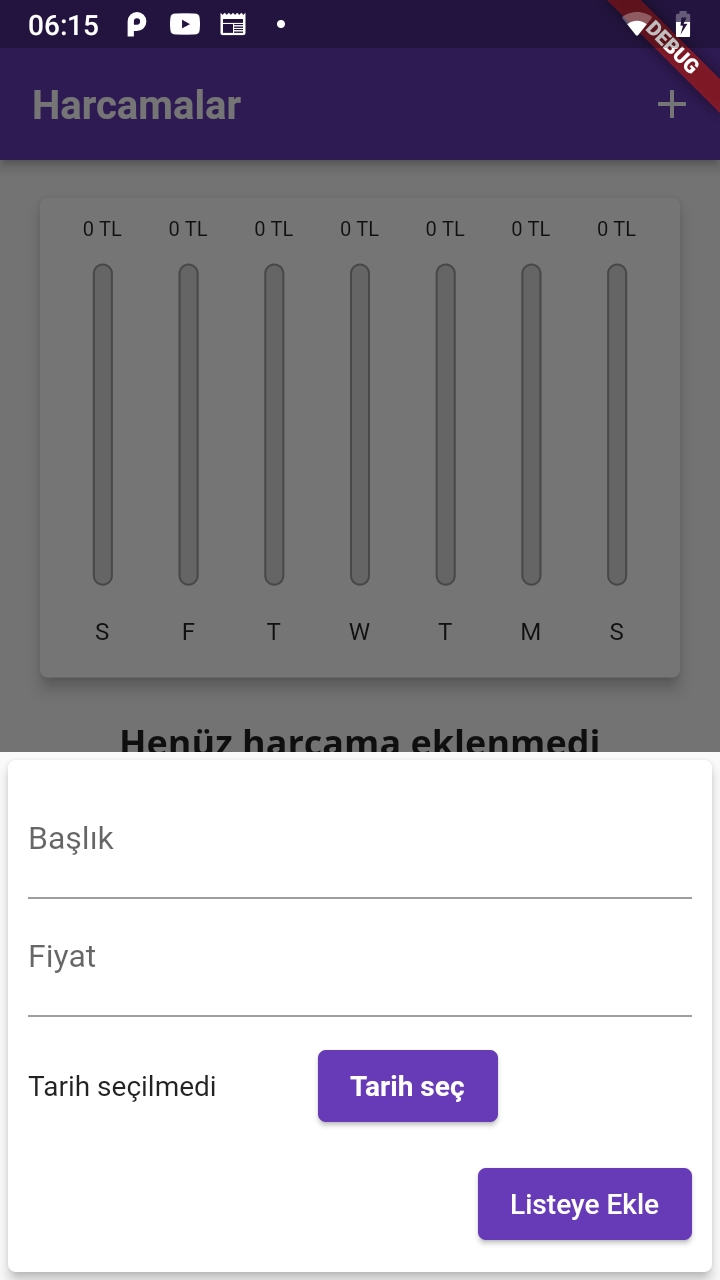 06:15
DEBUG
Harcamalar
0 TL 0 TL 0 TL 0 TL 0 TL 0 TL 0 TL
S F T W T M S
Henüz harcama eklenmedi
Başlık
Fiyat
Tarih seçilmedi Tarih seç
Listeye Ekle